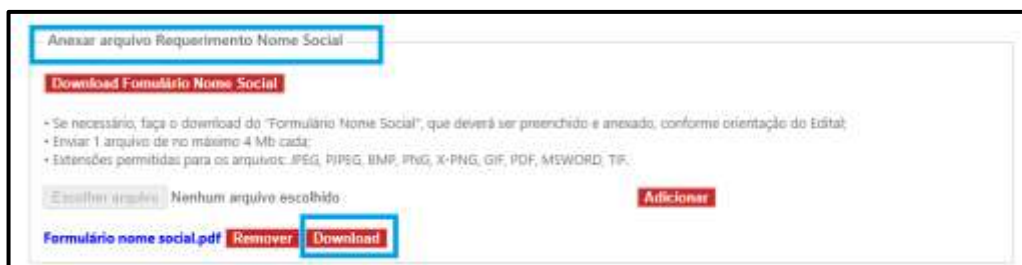 Anexar arquivo Requerimento Nome Social
Download Fomulário Nome Social
• Se necessário, faça o download do "Formulário Nome Social", que deverá ser preenchido e anexado, conforme orientação do Edital;
• Enviar 1 arquivo de no máximo 4 Mb cada;
• Extensões permitidas para os arquivos: JPEG, PJPEG, BMP, PNG, X-PNG, GIF, PDF, MSWORD, TIF.
Escolher arquivo Nenhum arquivo escolhido Adicionar
Formulário nome social.pdf Remover Download